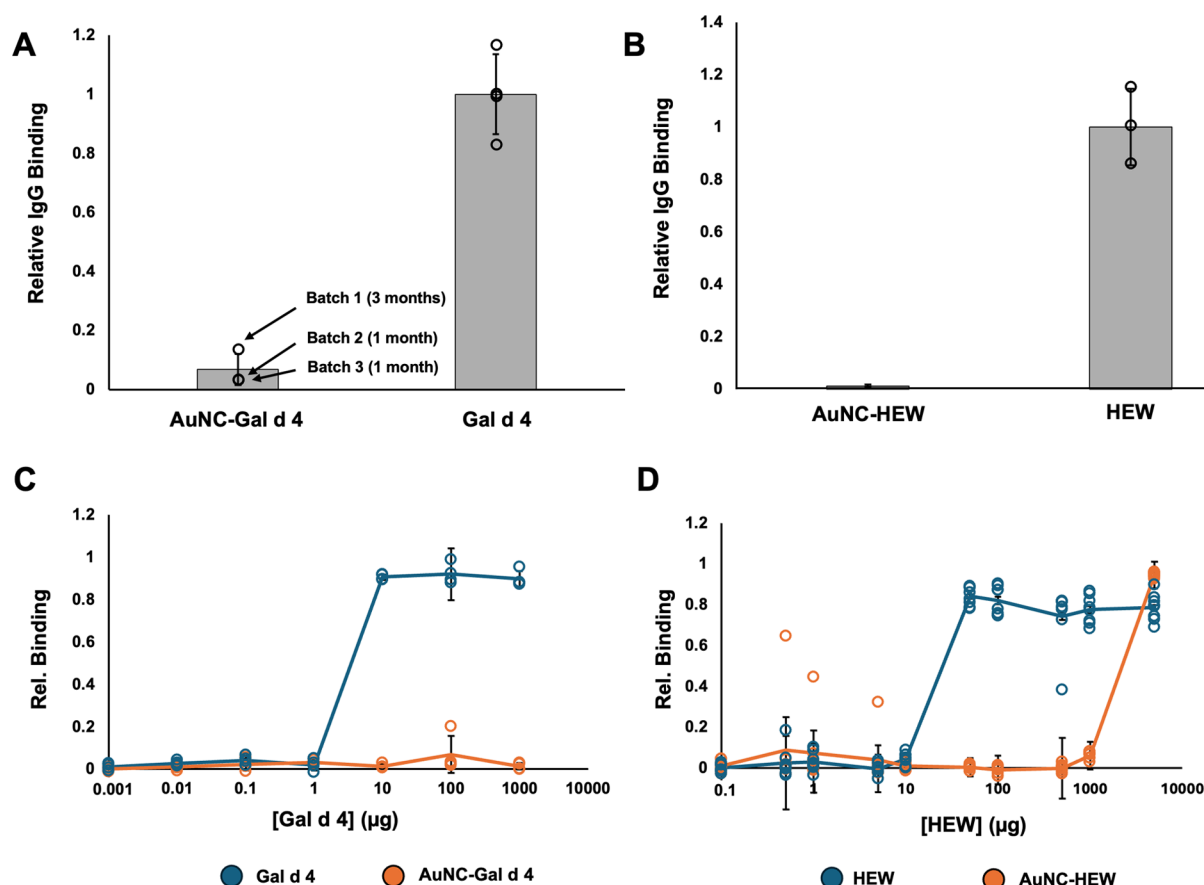 A
Relative IgG Binding
1.2
1
0.8
0.6
0.4
0.2
0
Batch 1 (3 months)
Batch 2 (1 month)
Batch 3 (1 month)
AuNC-Gal d 4
Gal d 4
B
Relative IgG Binding
1.4
1.2
1
0.8
0.6
0.4
0.2
0
AuNC-HEW
HEW
C
Rel. Binding
1.2
1
0.8
0.6
0.4
0.2
0
0.001 0.01 0.1 1 10 100 1000 10000
[Gal d 4] (µg)
Gal d 4 AuNC-Gal d 4
D
Rel. Binding
1.2
1
0.8
0.6
0.4
0.2
0
0.1 1 10 100 1000 10000
[HEW] (µg)
HEW AuNC-HEW